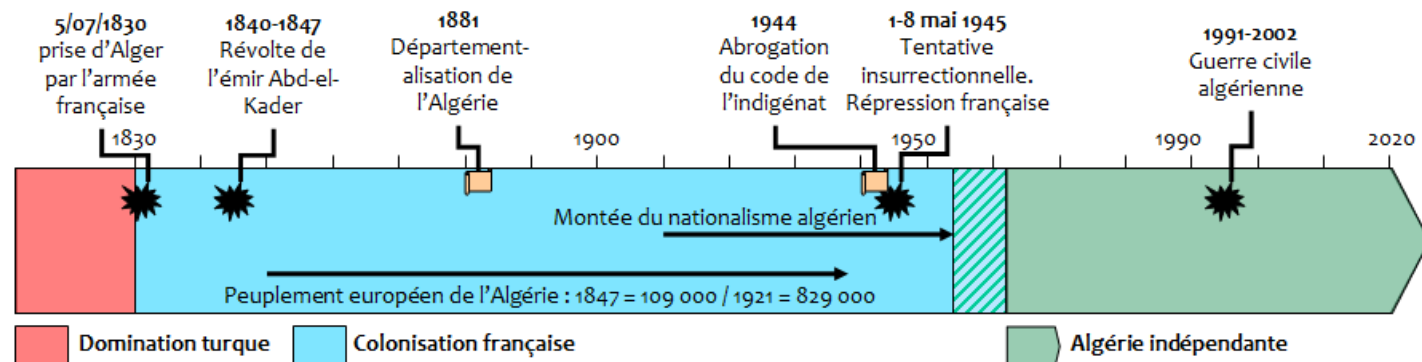 5/07/1830
prise d'Alger
par l'armée
française
1840-1847
Révolte de
l'émir Abd-el-
Kader
1881
Département-
alisation de
l'Algérie
1944
Abrogation
du code de
l'indigénat
1-8 mai 1945
Tentative
insurrectionnelle.
Répression française
1991-2002
Guerre civile
algérienne
1830
1900
1950
1990
2020
Montée du nationalisme algérien
Peuplement européen de l'Algérie : 1847 = 109 000 / 1921 = 829 000
Domination turque
Colonisation française
Algérie indépendante